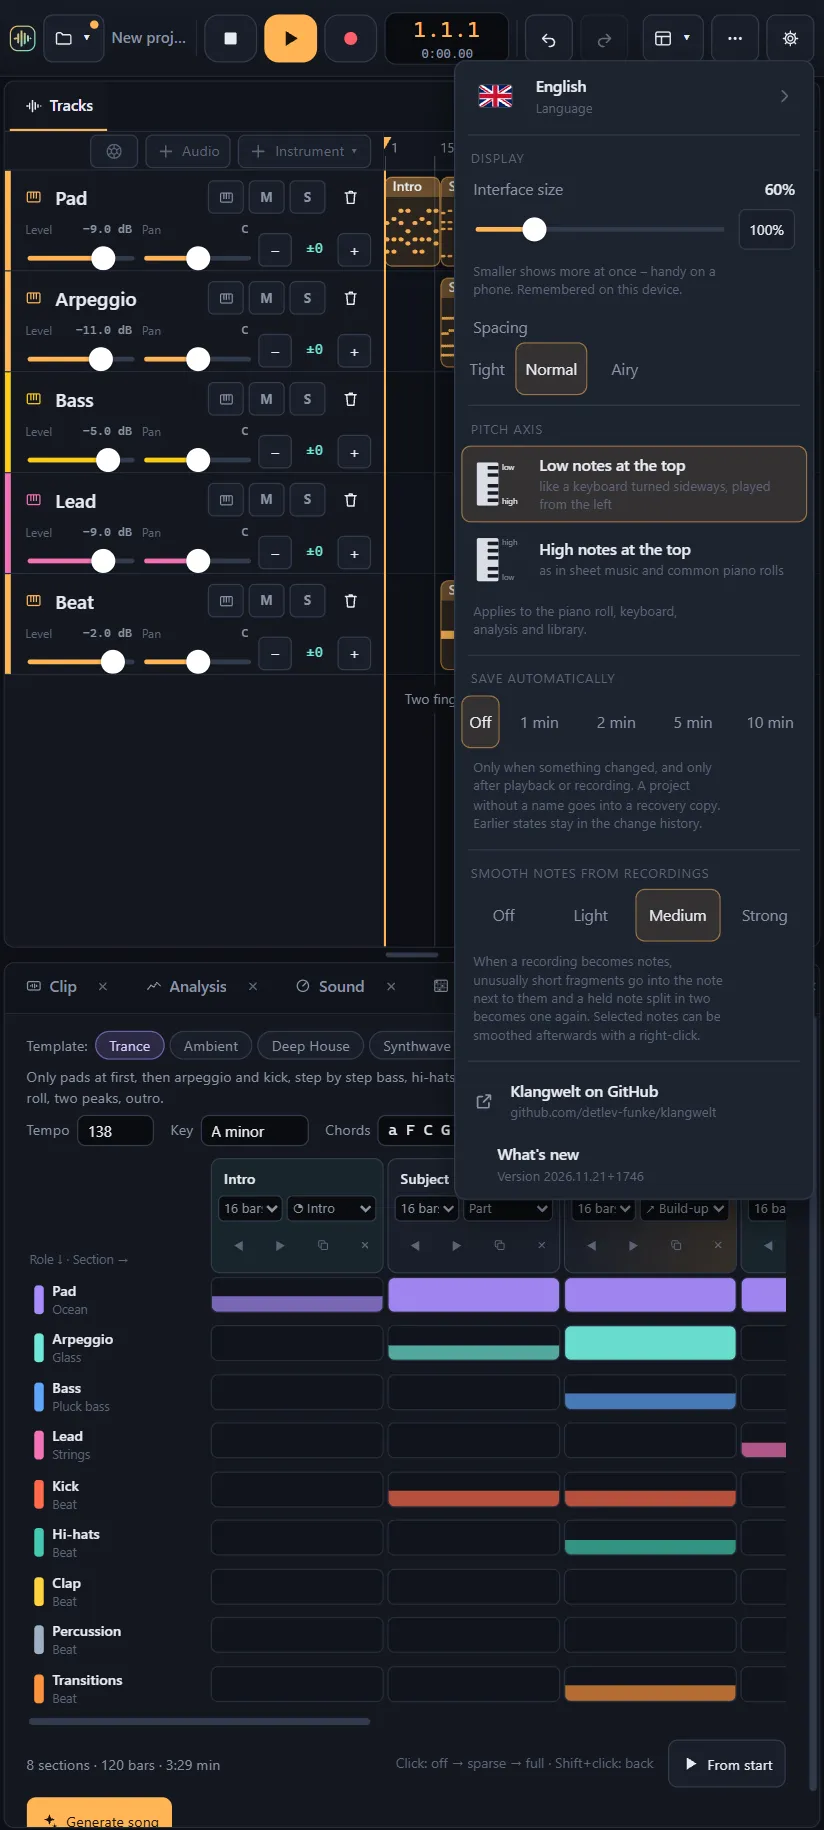 New proj...
1.1.1
0:00.00
Tracks
Audio
Instrument
1
15
Pad
M
S
Level
−9.0 dB
Pan
C
−
±0
+
Arpeggio
M
S
Level
−11.0 dB
Pan
C
−
±0
+
Bass
M
S
Level
−5.0 dB
Pan
C
−
±0
+
Lead
M
S
Level
−9.0 dB
Pan
C
−
±0
+
Beat
M
S
Level
−2.0 dB
Pan
C
−
±0
+
Intro
S
S
S
Two fing
English
Language
DISPLAY
Interface size
60%
100%
Smaller shows more at once – handy on a
phone. Remembered on this device.
Spacing
Tight
Normal
Airy
PITCH AXIS
low
high
Low notes at the top
like a keyboard turned sideways, played
from the left
high
low
High notes at the top
as in sheet music and common piano rolls
Applies to the piano roll, keyboard,
analysis and library.
SAVE AUTOMATICALLY
Off
1 min
2 min
5 min
10 min
Only when something changed, and only
after playback or recording. A project
without a name goes into a recovery copy.
Earlier states stay in the change history.
SMOOTH NOTES FROM RECORDINGS
Off
Light
Medium
Strong
When a recording becomes notes,
unusually short fragments go into the note
next to them and a held note split in two
becomes one again. Selected notes can be
smoothed afterwards with a right-click.
Klangwelt on GitHub
github.com/detlev-funke/klangwelt
What's new
Version 2026.11.21+1746
Clip
×
Analysis
×
Sound
×
Template:
Trance
Ambient
Deep House
Synthwave
Only pads at first, then arpeggio and kick, step by step bass, hi-hats
roll, two peaks, outro.
Tempo
138
Key
A minor
Chords
a F C G
Intro
Subject
16 bar:
Intro
16 bar:
Part
16 bar:
↗ Build-up
16 ba
Role ↓ · Section →
Pad
Ocean
Arpeggio
Glass
Bass
Pluck bass
Lead
Strings
Kick
Beat
Hi-hats
Beat
Clap
Beat
Percussion
Beat
Transitions
Beat
8 sections · 120 bars · 3:29 min
Click: off → sparse → full · Shift+click: back
From start
Generate song